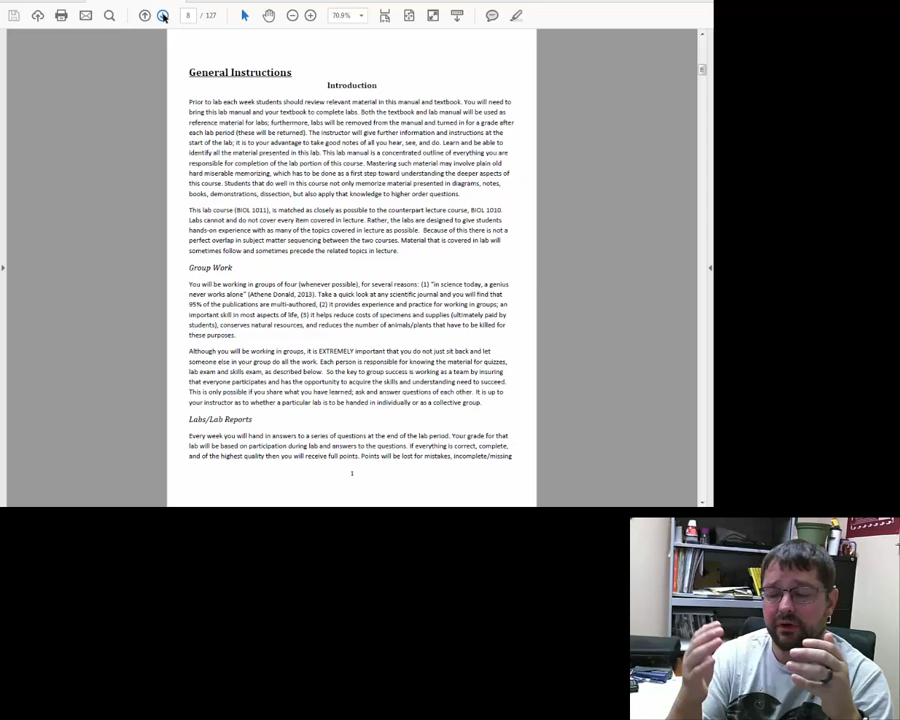 8 / 127
70.9%
General Instructions
Introduction
Prior to lab each week students should review relevant material in this manual and textbook. You will need to
bring this lab manual and your textbook to complete labs. Both the textbook and lab manual will be used as
reference material for labs; furthermore, labs will be removed from the manual and turned in for a grade after
each lab period (these will be returned). The instructor will give further information and instructions at the
start of the lab; it is to your advantage to take good notes of all you hear, see, and do. Learn and be able to
identify all the material presented in this lab. This lab manual is a concentrated outline of everything you are
responsible for completion of the lab portion of this course. Mastering such material may involve plain old
hard miserable memorizing, which has to be done as a first step toward understanding the deeper aspects of
this course. Students that do well in this course not only memorize material presented in diagrams, notes,
books, demonstrations, dissection, but also apply that knowledge to higher order questions.
This lab course (BIOL 1011), is matched as closely as possible to the counterpart lecture course, BIOL 1010.
Labs cannot and do not cover every item covered in lecture. Rather, the labs are designed to give students
hands-on experience with as many of the topics covered in lecture as possible. Because of this there is not a
perfect overlap in subject matter sequencing between the two courses. Material that is covered in lab will
sometimes follow and sometimes precede the related topics in lecture.
Group Work
You will be working in groups of four (whenever possible), for several reasons: (1) "in science today, a genius
never works alone" (Athene Donald, 2013). Take a quick look at any scientific journal and you will find that
95% of the publications are multi-authored, (2) it provides experience and practice for working in groups; an
important skill in most aspects of life, (3) it helps reduce costs of specimens and supplies (ultimately paid by
students), conserves natural resources, and reduces the number of animals/plants that have to be killed for
these purposes.
Although you will be working in groups, it is EXTREMELY important that you do not just sit back and let
someone else in your group do all the work. Each person is responsible for knowing the material for quizzes,
lab exam and skills exam, as described below. So the key to group success is working as a team by insuring
that everyone participates and has the opportunity to acquire the skills and understanding need to succeed.
This is only possible if you share what you have learned; ask and answer questions of each other. It is up to
your instructor as to whether a particular lab is to be handed in individually or as a collective group.
Labs/Lab Reports
Every week you will hand in answers to a series of questions at the end of the lab period. Your grade for that
lab will be based on participation during lab and answers to the questions. If everything is correct, complete,
and of the highest quality then you will receive full points. Points will be lost for mistakes, incomplete/missing
1